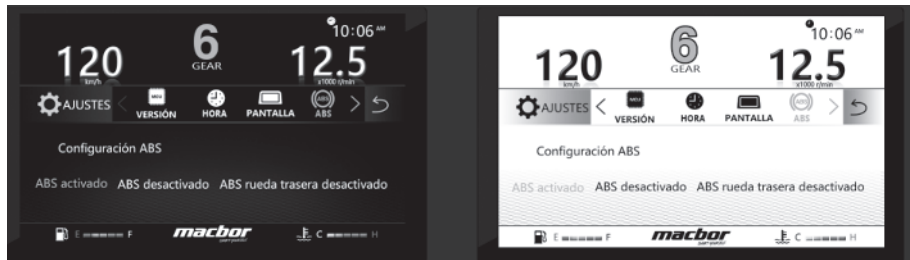 10:06 AM
120
km/h
6
GEAR
12.5
x1000 r/min
AJUSTES
VERSIÓN
HORA
PANTALLA
ABS
Configuración ABS
ABS activado ABS desactivado ABS rueda trasera desactivado
E F
macbor
C H
10:06 AM
120
km/h
6
GEAR
12.5
x1000 r/min
AJUSTES
VERSIÓN
HORA
PANTALLA
ABS
Configuración ABS
ABS activado ABS desactivado ABS rueda trasera desactivado
E F
macbor
C H